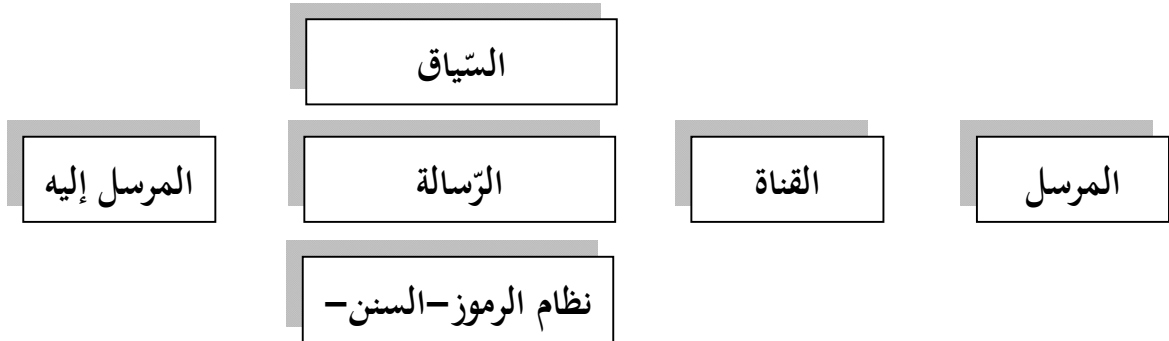 السّياق
المرسل
القناة
الرّسالة
المرسل إليه
نظام الرموز–السنن–